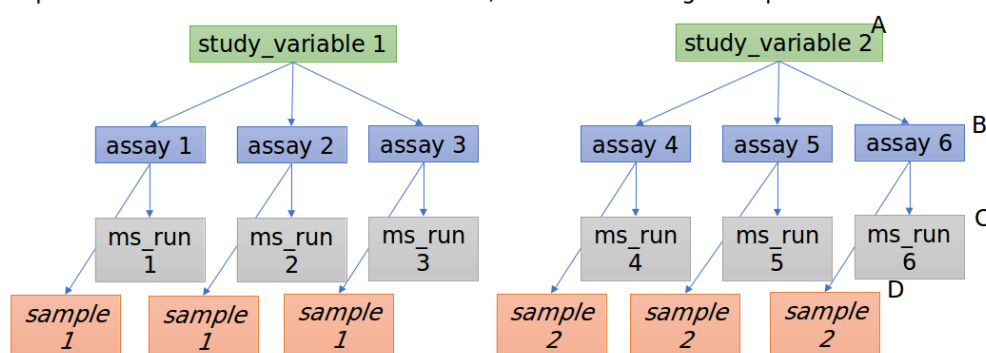 study_variable 1
study_variable 2
A
assay 1
assay 2
assay 3
assay 4
assay 5
assay 6
B
ms_run
1
ms_run
2
ms_run
3
ms_run
4
ms_run
5
ms_run
6
C
D
sample
1
sample
1
sample
1
sample
2
sample
2
sample
2